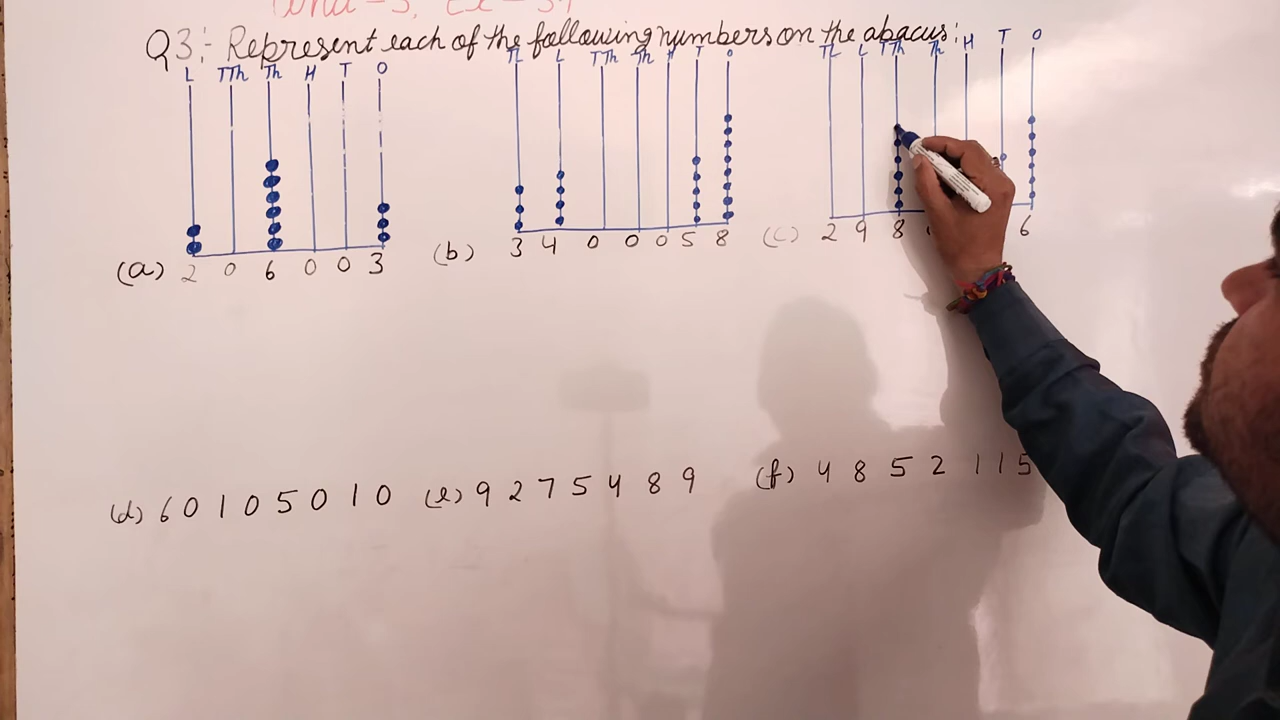 Q3:- Represent each of the following numbers on the abacus:
L TTh Th H T O
TL L TTh Th H T O
TL L TTh Th H T O
(a) 2 0 6 0 0 3
(b) 3 4 0 0 0 5 8
(c) 2 9 8 6
(d) 6 0 1 0 5 0 1 0
(e) 9 2 7 5 4 8 9
(f) 4 8 5 2 1 1 5